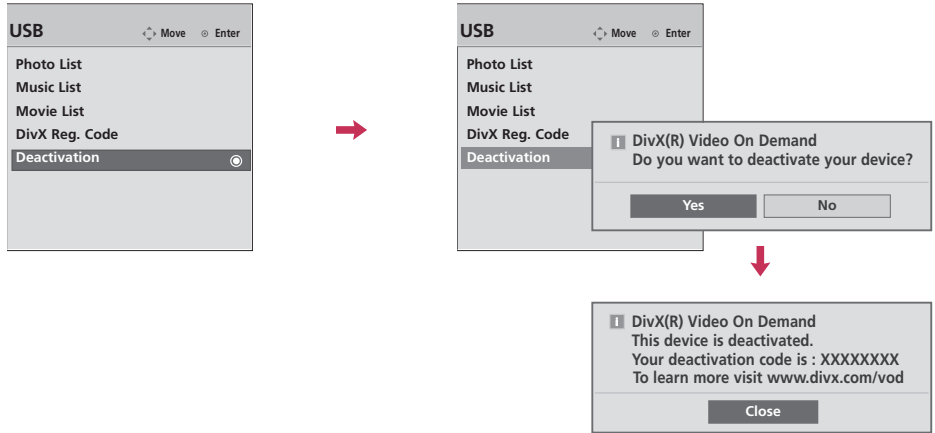 USB Move Enter
Photo List
Music List
Movie List
DivX Reg. Code
Deactivation
USB Move Enter
Photo List
Music List
Movie List
DivX Reg. Code
Deactivation
i DivX(R) Video On Demand
Do you want to deactivate your device?
Yes No
i DivX(R) Video On Demand
This device is deactivated.
Your deactivation code is : XXXXXXXX
To learn more visit www.divx.com/vod
Close